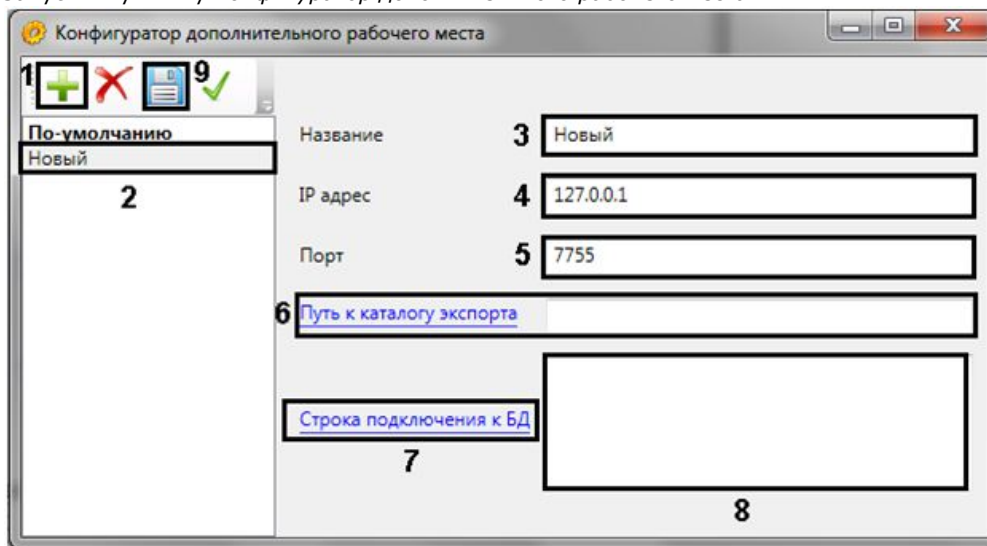 Конфигуратор дополнительного рабочего места
1
9
По-умолчанию
Новый
2
Название 3 Новый
IP адрес 4 127.0.0.1
Порт 5 7755
6 Путь к каталогу экспорта
Строка подключения к БД
7
8